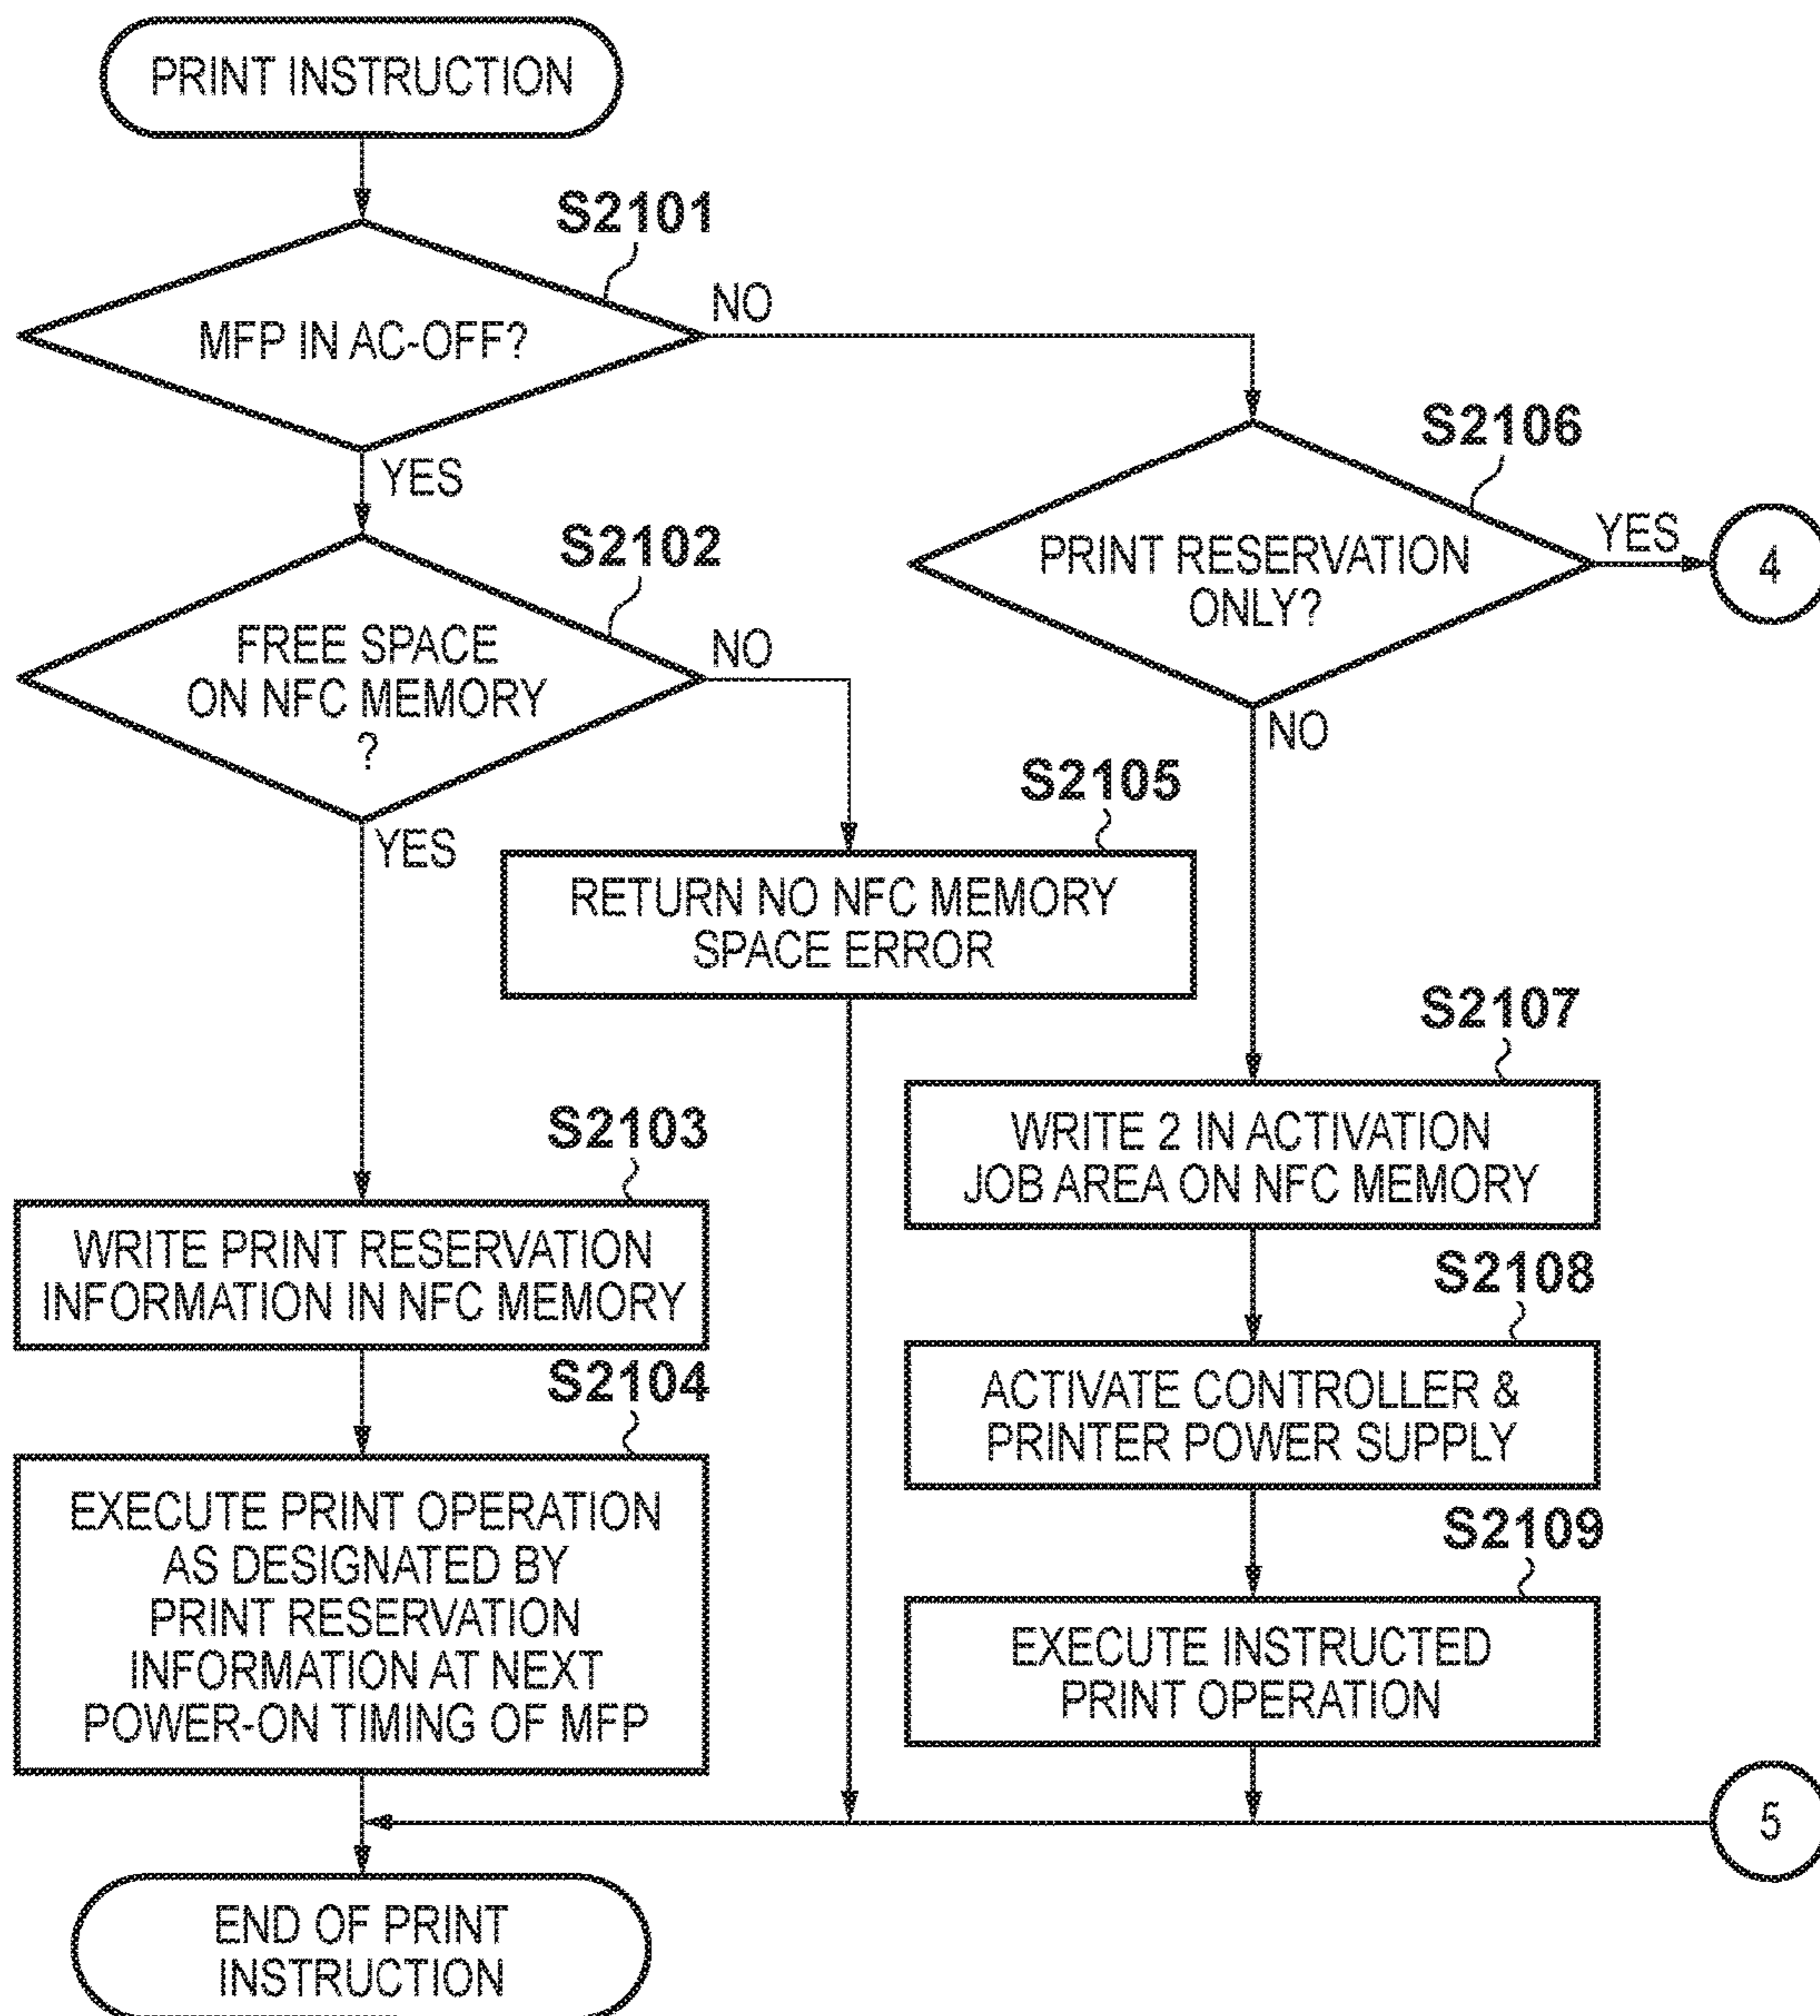 PRINT INSTRUCTION
S2101
MFP IN AC-OFF?
NO
YES
S2106
PRINT RESERVATION
ONLY?
YES
4
NO
S2102
FREE SPACE
ON NFC MEMORY
?
NO
YES
S2105
RETURN NO NFC MEMORY
SPACE ERROR
S2107
WRITE 2 IN ACTIVATION
JOB AREA ON NFC MEMORY
S2103
WRITE PRINT RESERVATION
INFORMATION IN NFC MEMORY
S2108
ACTIVATE CONTROLLER &
PRINTER POWER SUPPLY
S2104
EXECUTE PRINT OPERATION
AS DESIGNATED BY
PRINT RESERVATION
INFORMATION AT NEXT
POWER-ON TIMING OF MFP
S2109
EXECUTE INSTRUCTED
PRINT OPERATION
5
END OF PRINT
INSTRUCTION